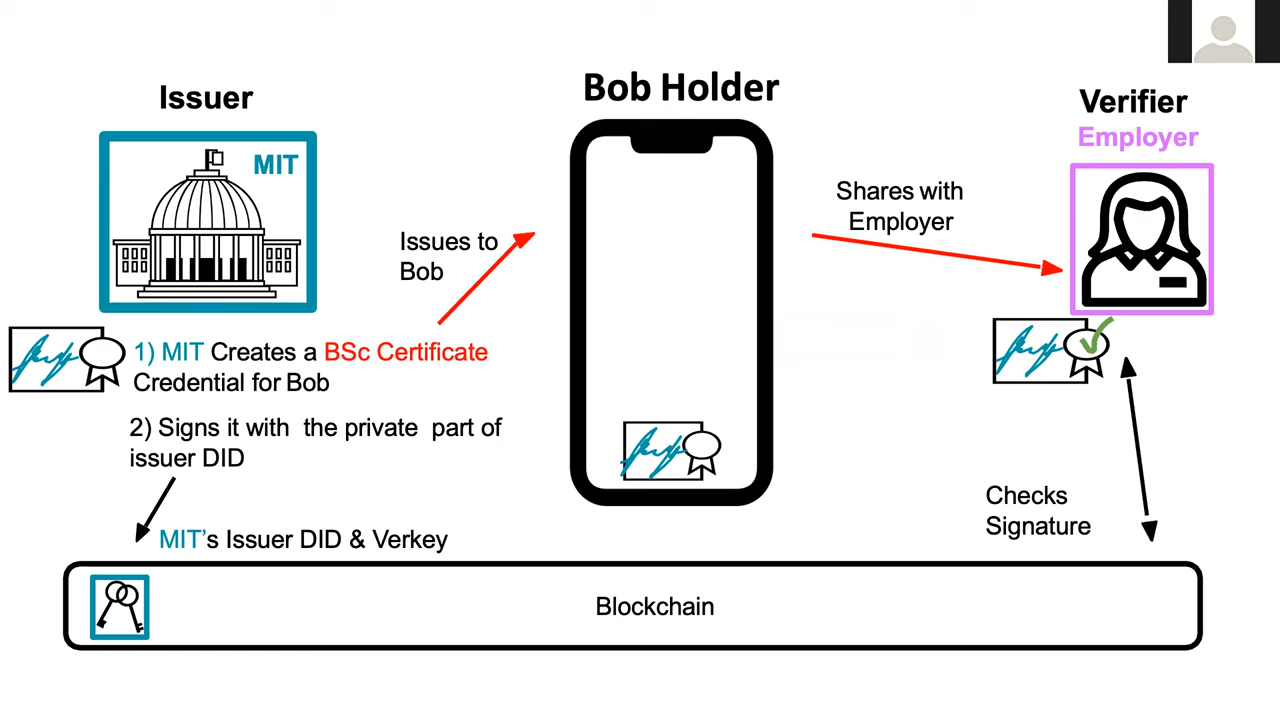 Issuer
MIT
Bob Holder
Verifier
Employer
Issues to
Bob
Shares with
Employer
1) MIT Creates a BSc Certificate
Credential for Bob
2) Signs it with the private part of
issuer DID
MIT's Issuer DID & Verkey
Checks
Signature
Blockchain